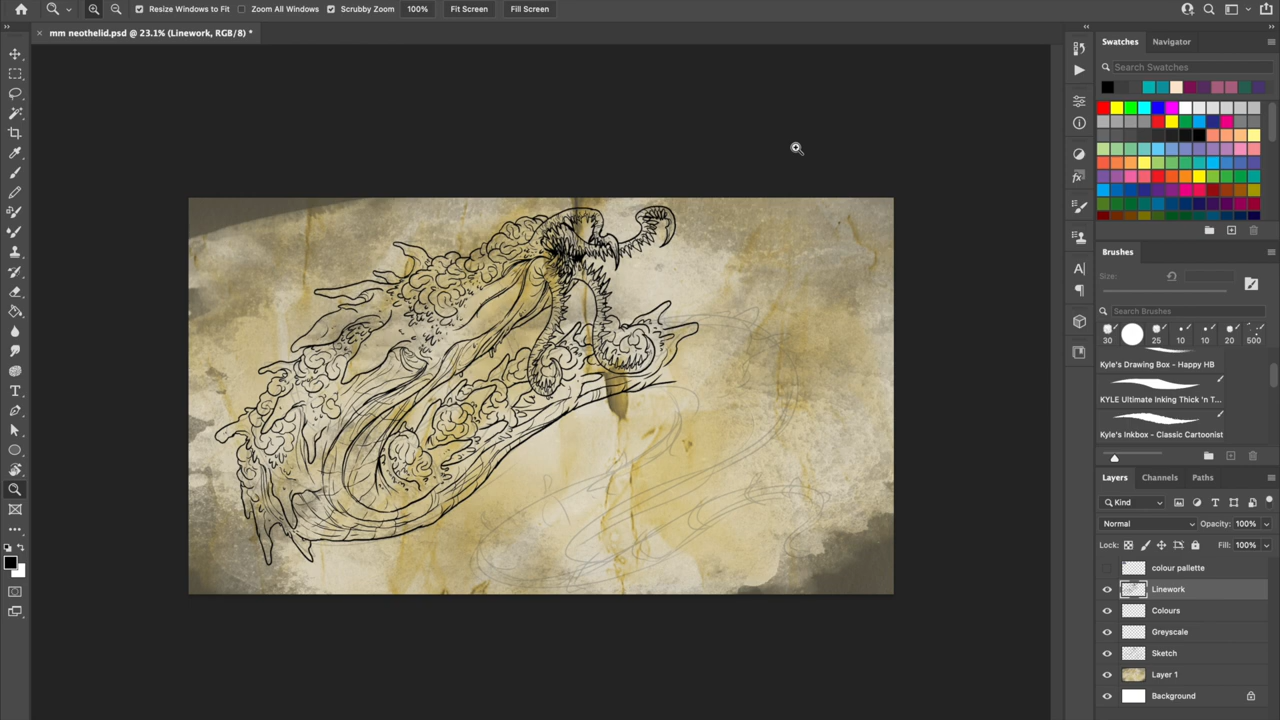 Resize Windows to Fit Zoom All Windows Scrubby Zoom 100% Fit Screen Fill Screen
mm neothelid.psd @ 23.1% (Linework, RGB/8) *
Swatches Navigator
Search Swatches
Brushes
Size:
Search Brushes
30 25 10 10 20 500
Kyle's Drawing Box - Happy HB
KYLE Ultimate Inking Thick 'n T...
Kyle's Inkbox - Classic Cartoonist
Layers Channels Paths
Kind
Normal Opacity: 100%
Lock: Fill: 100%
colour pallette
Linework
Colours
Greyscale
Sketch
Layer 1
Background